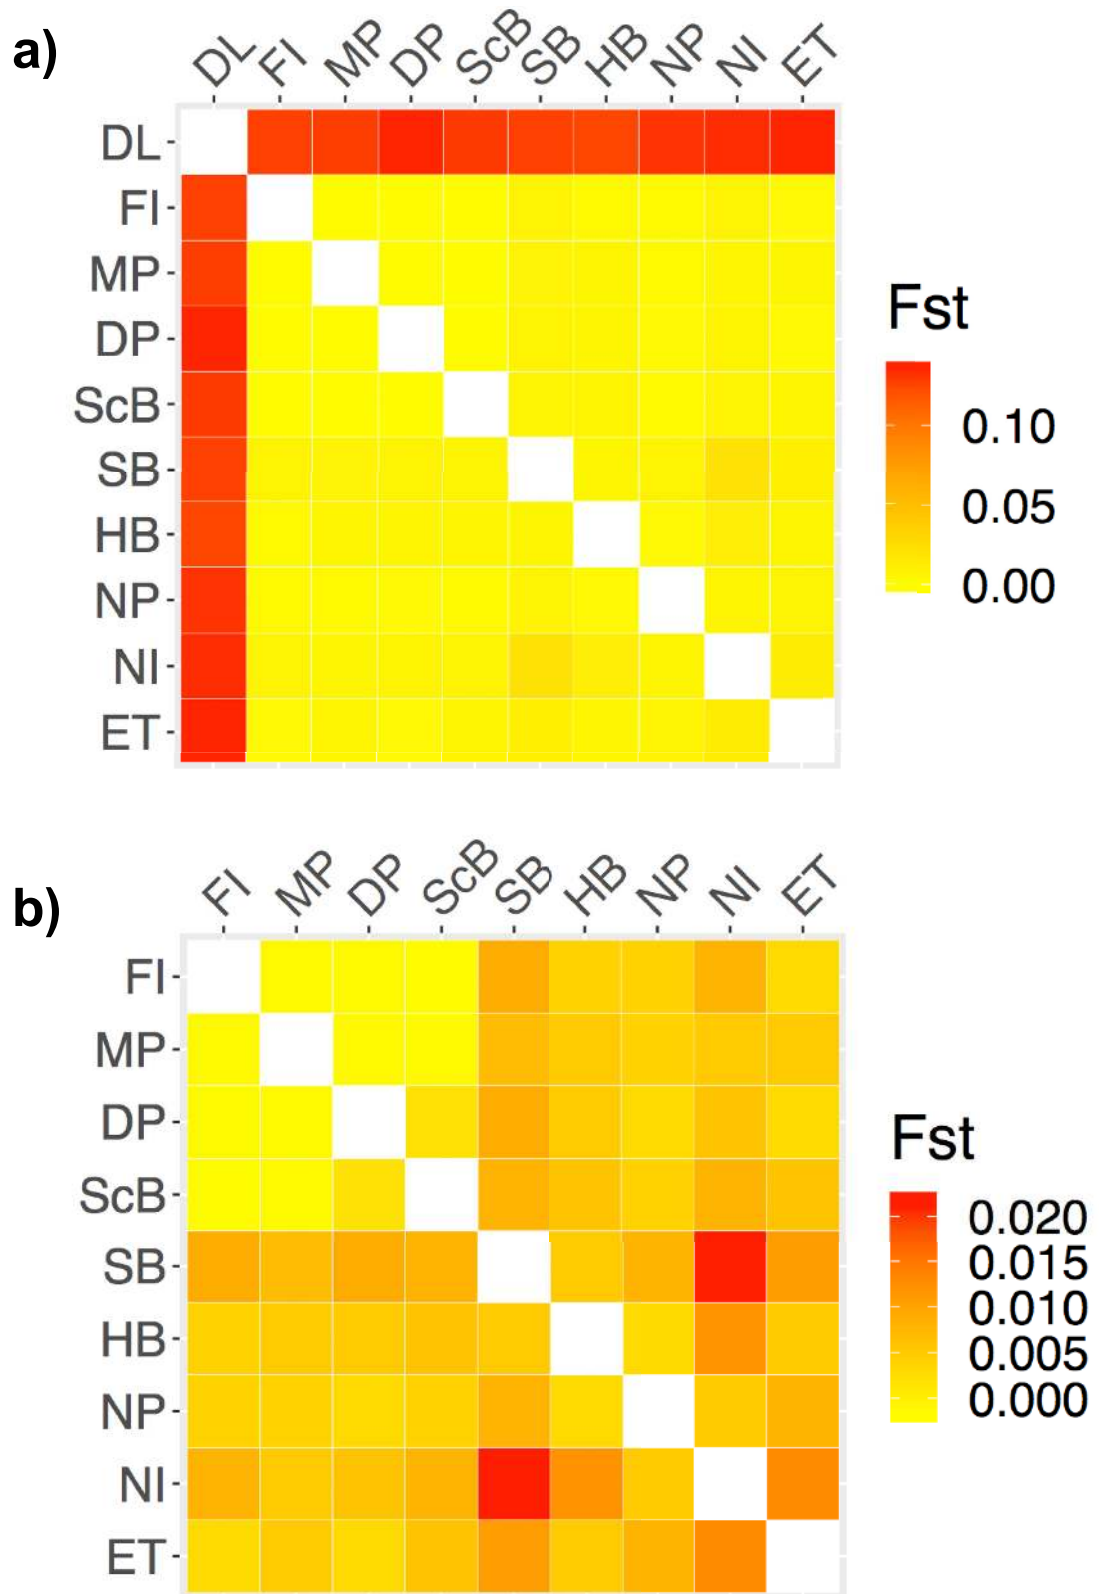 a)
DL FI MP DP ScB SB HB NP NI ET
DL
FI
MP
DP
ScB
SB
HB
NP
NI
ET
Fst
0.10
0.05
0.00
b)
FI MP DP ScB SB HB NP NI ET
FI
MP
DP
ScB
SB
HB
NP
NI
ET
Fst
0.020
0.015
0.010
0.005
0.000